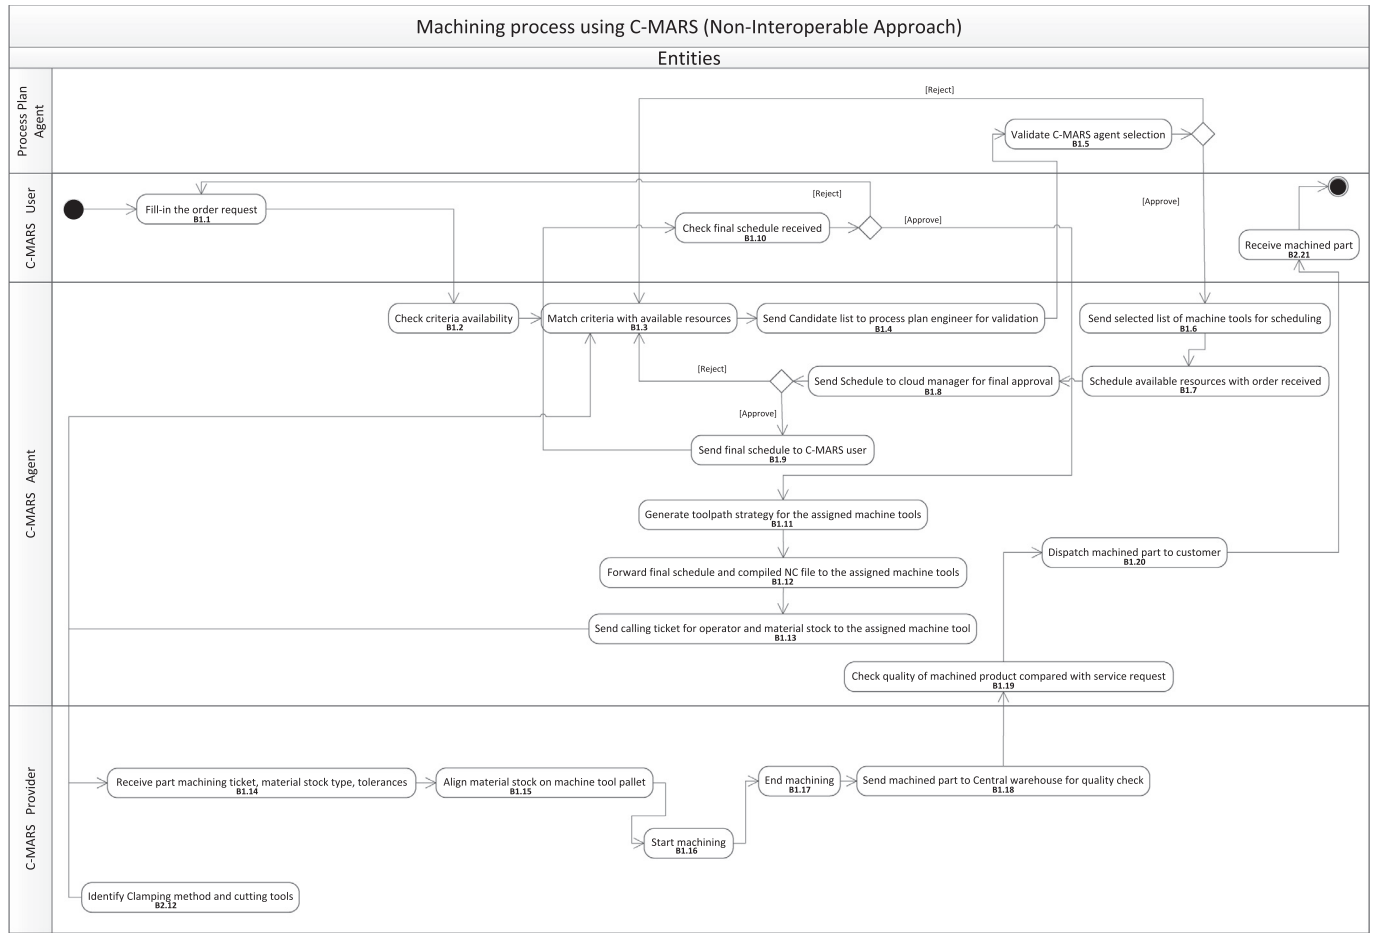 Machining process using C-MARS (Non-Interoperable Approach)
Entities
Process Plan
Agent
[Reject]
Validate C-MARS agent selection
B1.5
C-MARS User
Fill-in the order request
B1.1
[Reject]
Check final schedule received
B1.10
[Approve]
[Approve]
Receive machined part
B2.21
C-MARS Agent
Check criteria availability
B1.2
Match criteria with available resources
B1.3
Send Candidate list to process plan engineer for validation
B1.4
Send selected list of machine tools for scheduling
B1.6
[Reject]
Send Schedule to cloud manager for final approval
B1.8
Schedule available resources with order received
B1.7
[Approve]
Send final schedule to C-MARS user
B1.9
Generate toolpath strategy for the assigned machine tools
B1.11
Dispatch machined part to customer
B1.20
Forward final schedule and compiled NC file to the assigned machine tools
B1.12
Send calling ticket for operator and material stock to the assigned machine tool
B1.13
Check quality of machined product compared with service request
B1.19
C-MARS Provider
Receive part machining ticket, material stock type, tolerances
B1.14
Align material stock on machine tool pallet
B1.15
End machining
B1.17
Send machined part to Central warehouse for quality check
B1.18
Start machining
B1.16
Identify Clamping method and cutting tools
B2.12